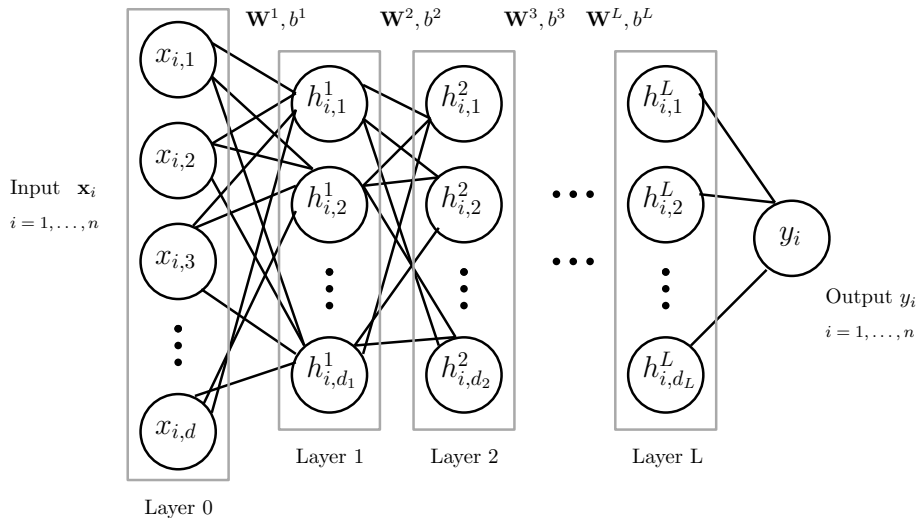 W^1, b^1
W^2, b^2
W^3, b^3
W^L, b^L
x_{i,1}
x_{i,2}
x_{i,3}
x_{i,d}
Layer 0
Input x_i
i = 1, . . . , n
h^1_{i,1}
h^1_{i,2}
h^1_{i,d_1}
Layer 1
h^2_{i,1}
h^2_{i,2}
h^2_{i,d_2}
Layer 2
h^L_{i,1}
h^L_{i,2}
h^L_{i,d_L}
Layer L
y_i
Output y_i
i = 1, . . . , n